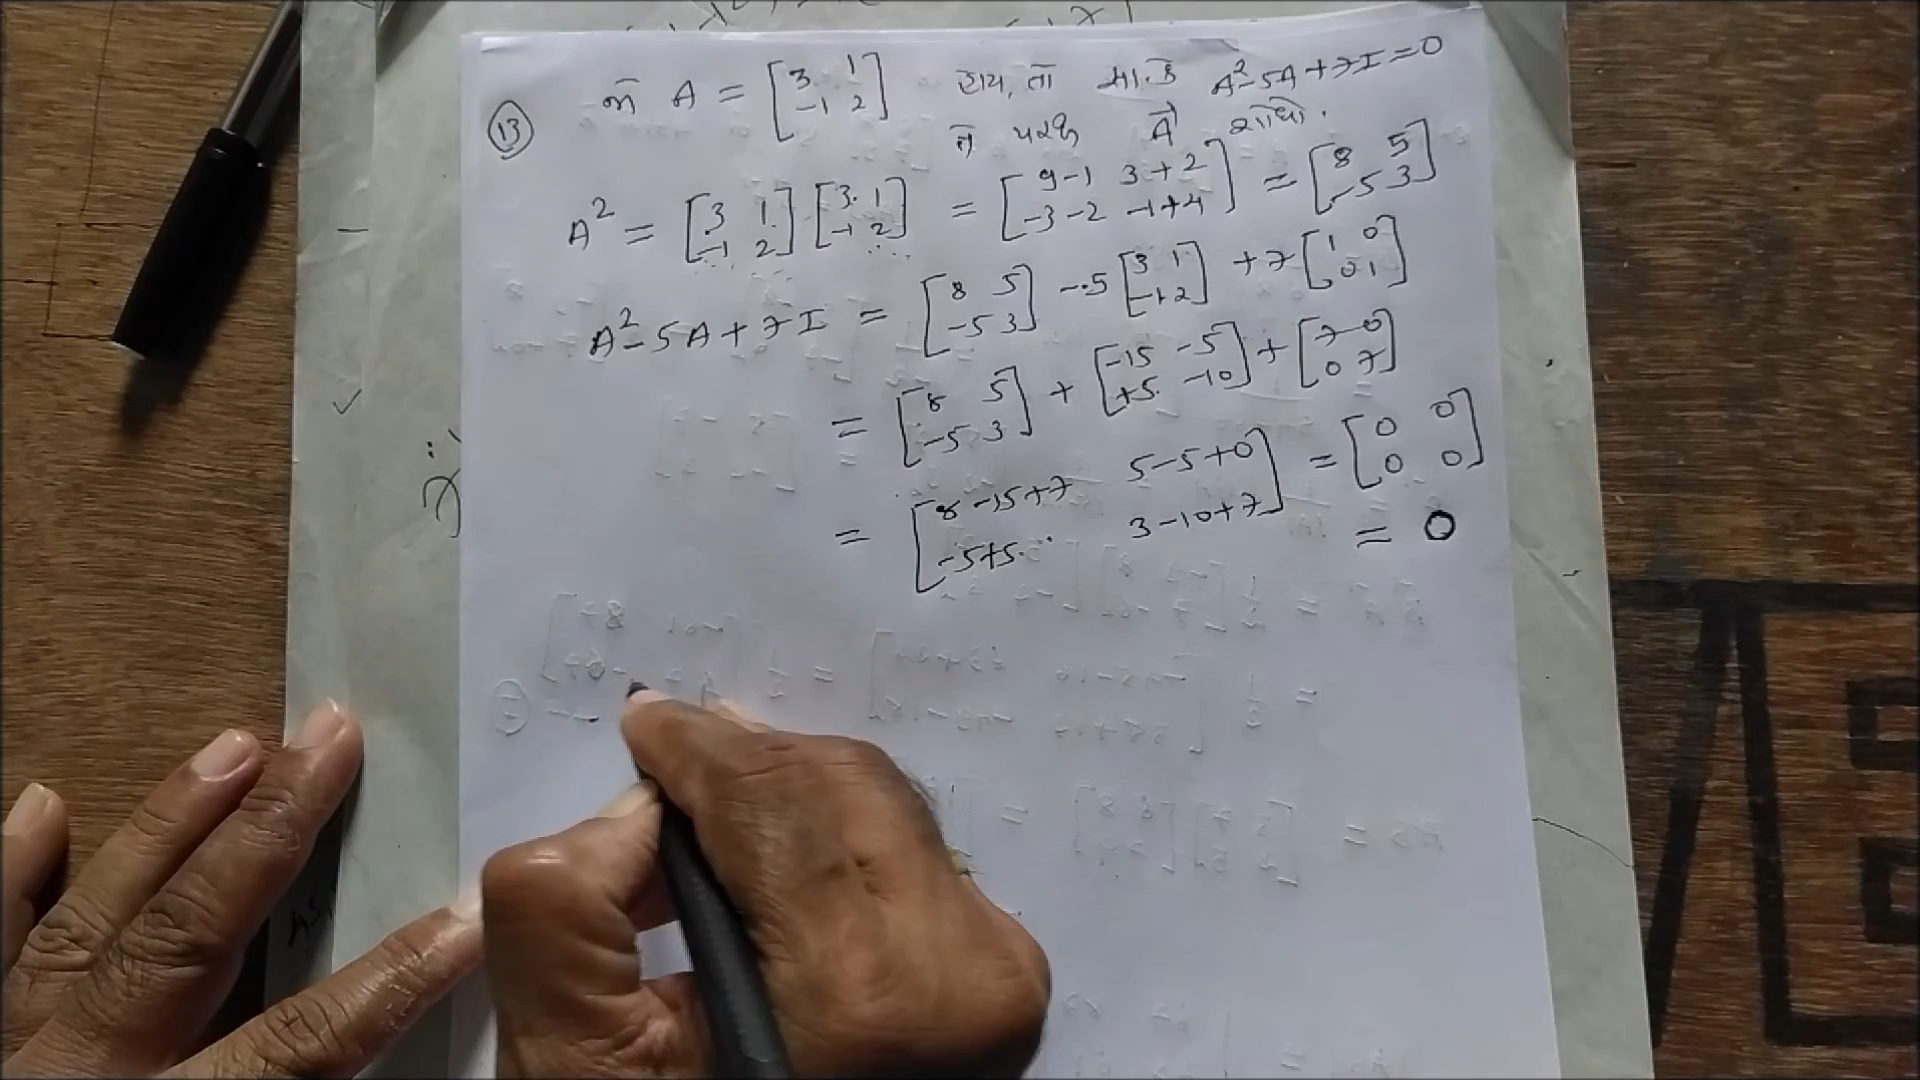 (13) જો A = [3 1; -1 2] હોય, તો સા.કે A² - 5A + 7I = 0
તે પરથી A⁻¹ શોધો.
A² = [3 1; -1 2] [3 1; -1 2] = [9-1 3+2; -3-2 -1+4] = [8 5; -5 3]
A² - 5A + 7I = [8 5; -5 3] - 5 [3 1; -1 2] + 7 [1 0; 0 1]
= [8 5; -5 3] + [-15 -5; +5 -10] + [7 0; 0 7]
= [8-15+7 5-5+0; -5+5 3-10+7] = [0 0; 0 0]
= 0